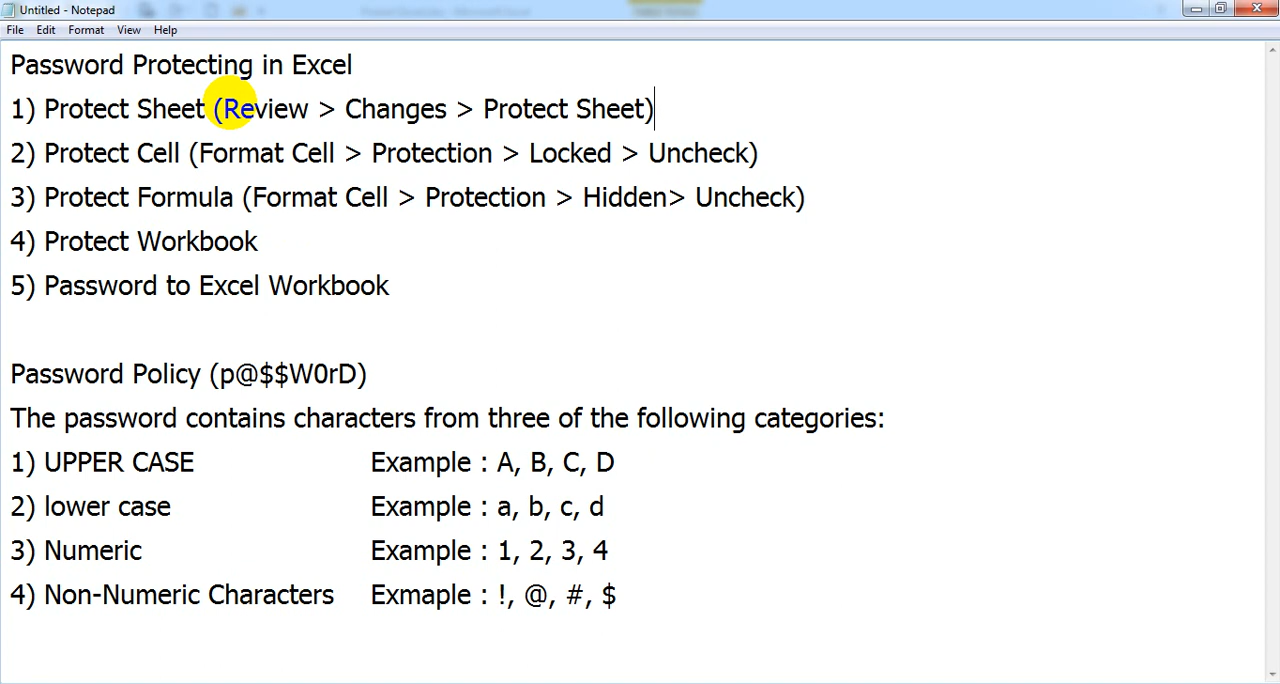 Untitled - Notepad
File Edit Format View Help
Password Protecting in Excel
1) Protect Sheet (Review > Changes > Protect Sheet)
2) Protect Cell (Format Cell > Protection > Locked > Uncheck)
3) Protect Formula (Format Cell > Protection > Hidden> Uncheck)
4) Protect Workbook
5) Password to Excel Workbook
Password Policy (p@$$W0rD)
The password contains characters from three of the following categories:
1) UPPER CASE Example : A, B, C, D
2) lower case Example : a, b, c, d
3) Numeric Example : 1, 2, 3, 4
4) Non-Numeric Characters Exmaple : !, @, #, $